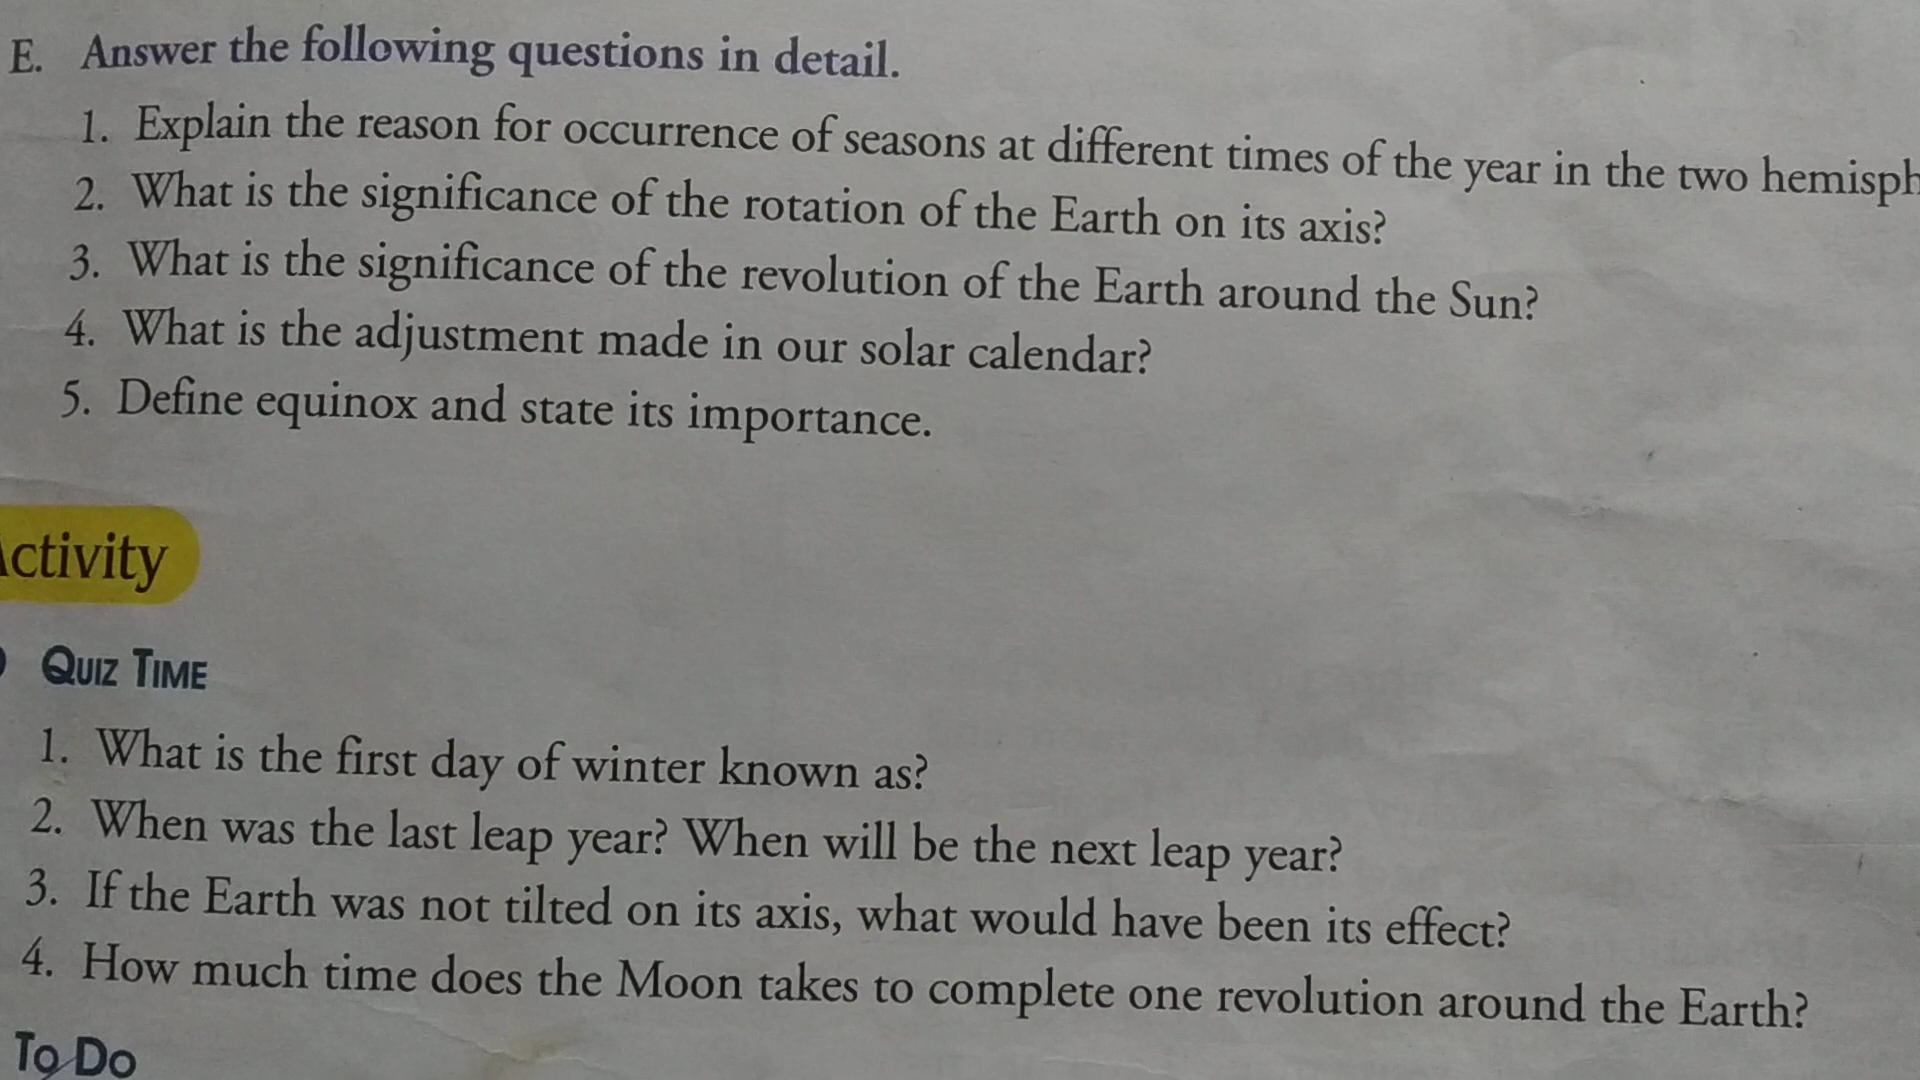 E. Answer the following questions in detail.
1. Explain the reason for occurrence of seasons at different times of the year in the two
2. What is the significance of the rotation of the Earth on its axis?
3. What is the significance of the revolution of the Earth around the Sun?
4. What is the adjustment made in our solar calendar?
5. Define equinox and state its importance.
Activity
QUIZ TIME
1. What is the first day of winter known as?
2. When was the last leap year? When will be the next leap year?
3. If the Earth was not tilted on its axis, what would have been its effect?
4. How much time does the Moon takes to complete one revolution around the Earth?
TO DO